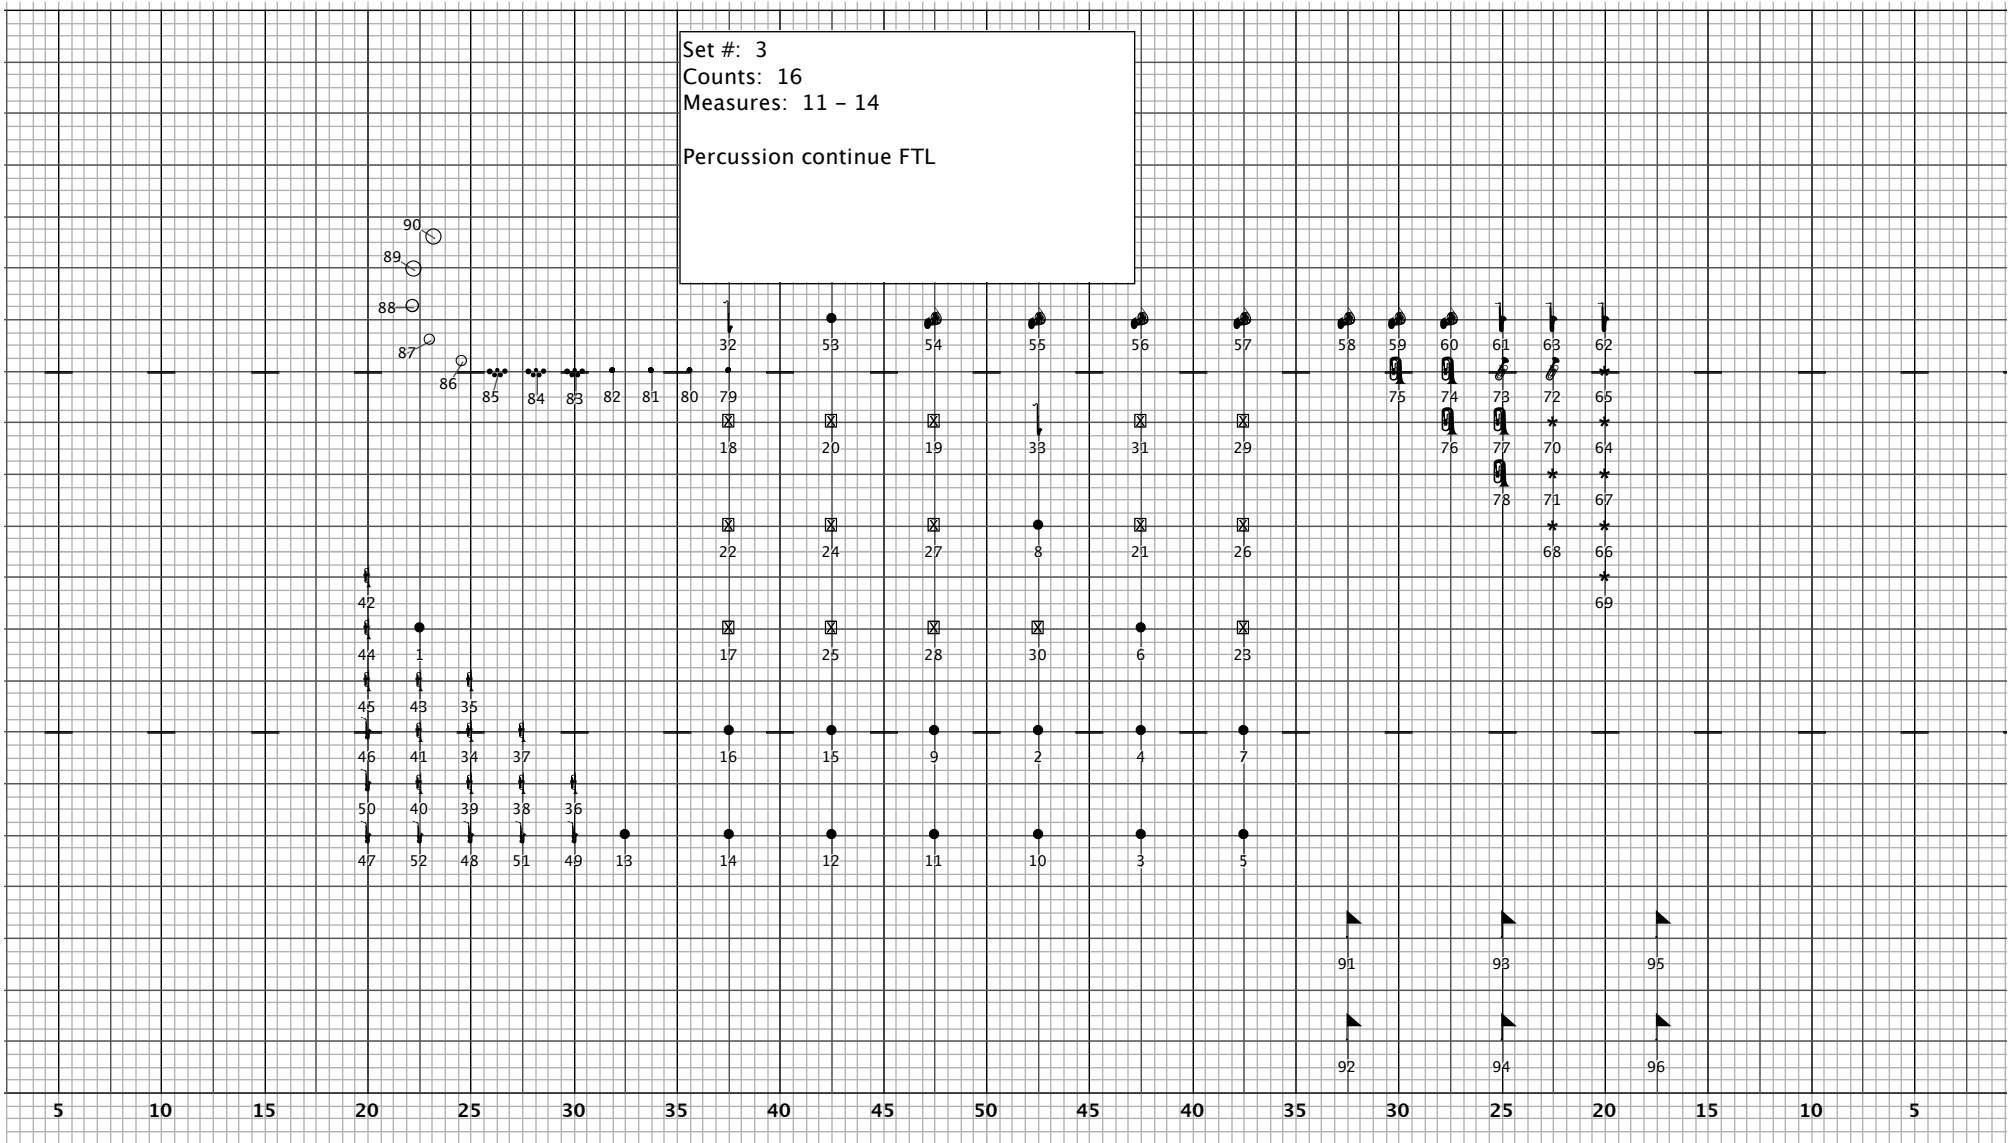 Set #: 3
Counts: 16
Measures: 11 – 14
Percussion continue FTL
90
89
88
87
86 85 84 83 82 81 80 79
32 53 54 55 56 57 58 59 60 61 63 62
75 74 73 72 65
18 20 19 33 31 29 76 77 70 64
78 71 67
22 24 27 8 21 26 68 66
42 69
44 1 17 25 28 30 6 23
45 43 35
46 41 34 37 16 15 9 2 4 7
50 40 39 38 36
47 52 48 51 49 13 14 12 11 10 3 5
91 93 95
92 94 96
5 10 15 20 25 30 35 40 45 50 45 40 35 30 25 20 15 10 5